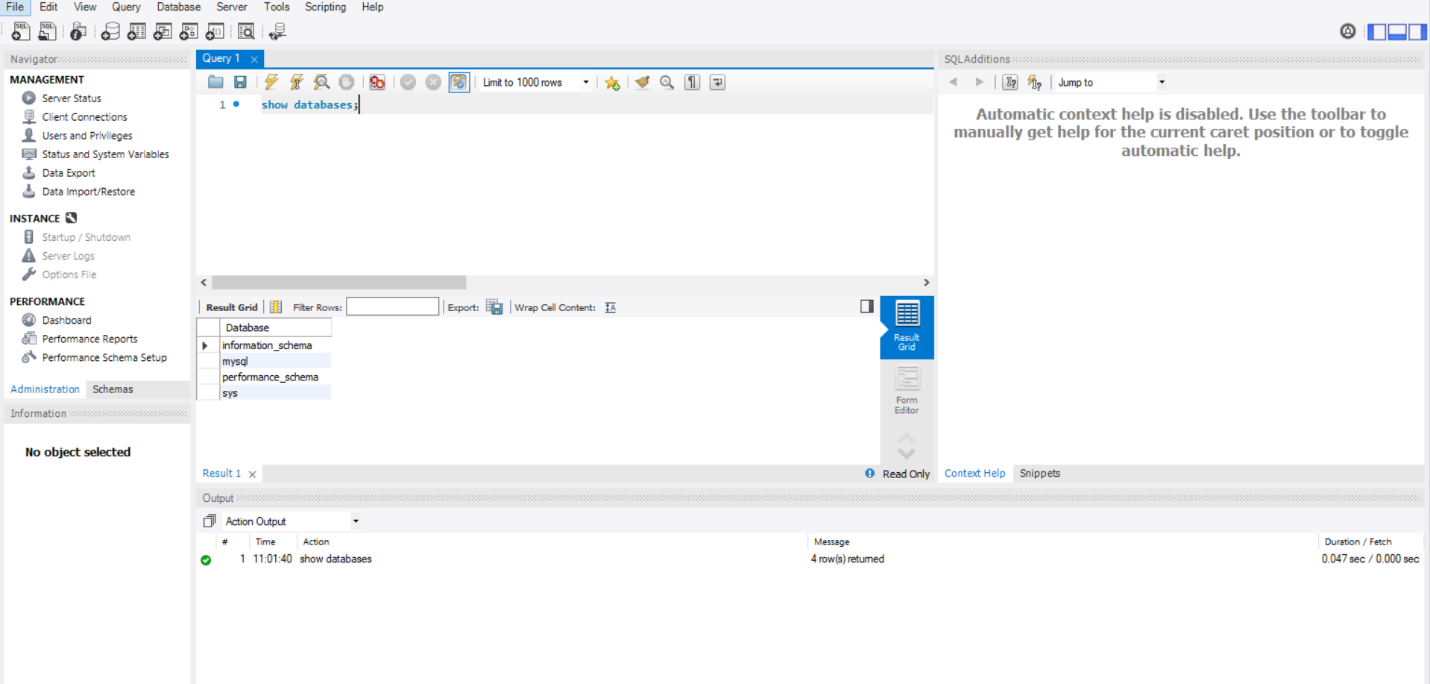 File Edit View Query Database Server Tools Scripting Help
Navigator
MANAGEMENT
Server Status
Client Connections
Users and Privileges
Status and System Variables
Data Export
Data Import/Restore
INSTANCE
Startup / Shutdown
Server Logs
Options File
PERFORMANCE
Dashboard
Performance Reports
Performance Schema Setup
Administration Schemas
Information
No object selected
Query 1
Limit to 1000 rows
1 show databases;
Result Grid Filter Rows: Export: Wrap Cell Content:
Database
information_schema
mysql
performance_schema
sys
Result
Grid
Form
Editor
Result 1 Read Only
SQLAdditions
Jump to
Automatic context help is disabled. Use the toolbar to
manually get help for the current caret position or to toggle
automatic help.
Context Help Snippets
Output
Action Output
# Time Action Message Duration / Fetch
1 11:01:40 show databases 4 row(s) returned 0.047 sec / 0.000 sec